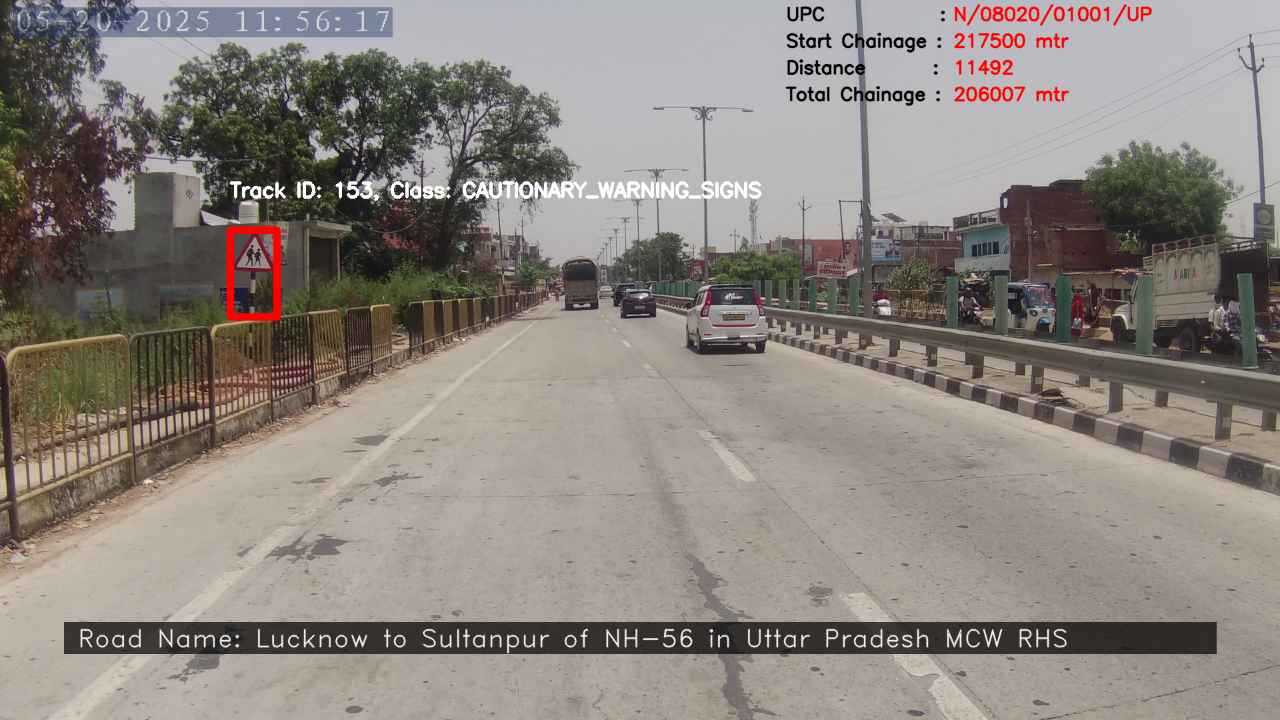 05-20-2025 11:56:17
UPC : N/08020/01001/UP
Start Chainage : 217500 mtr
Distance : 11492
Total Chainage : 206007 mtr
Track ID: 153, Class: CAUTIONARY_WARNING_SIGNS
Road Name: Lucknow to Sultanpur of NH-56 in Uttar Pradesh MCW RHS